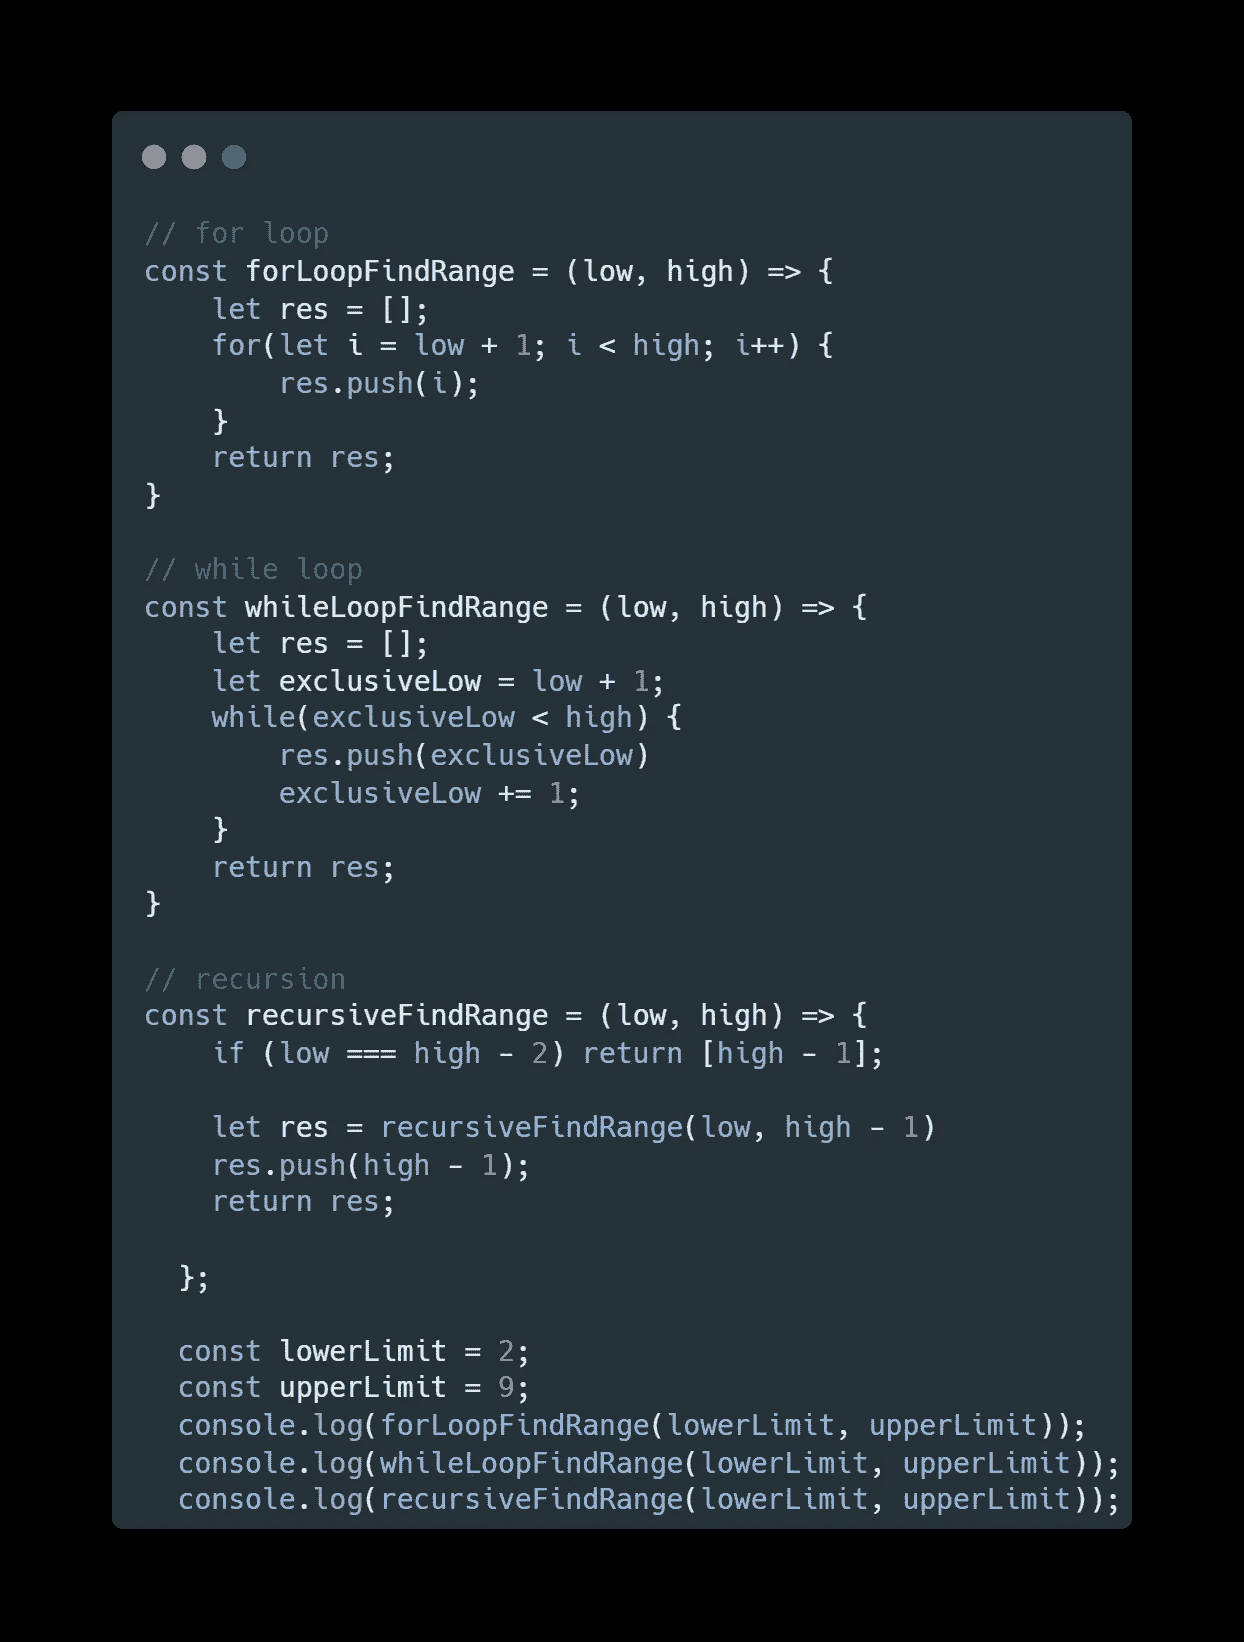 // for loop
const forLoopFindRange = (low, high) => {
    let res = [];
    for(let i = low + 1; i < high; i++) {
        res.push(i);
    }
    return res;
}

// while loop
const whileLoopFindRange = (low, high) => {
    let res = [];
    let exclusiveLow = low + 1;
    while(exclusiveLow < high) {
        res.push(exclusiveLow)
        exclusiveLow += 1;
    }
    return res;
}

// recursion
const recursiveFindRange = (low, high) => {
    if (low === high - 2) return [high - 1];

    let res = recursiveFindRange(low, high - 1)
    res.push(high - 1);
    return res;

  };

  const lowerLimit = 2;
  const upperLimit = 9;
  console.log(forLoopFindRange(lowerLimit, upperLimit));
  console.log(whileLoopFindRange(lowerLimit, upperLimit));
  console.log(recursiveFindRange(lowerLimit, upperLimit));